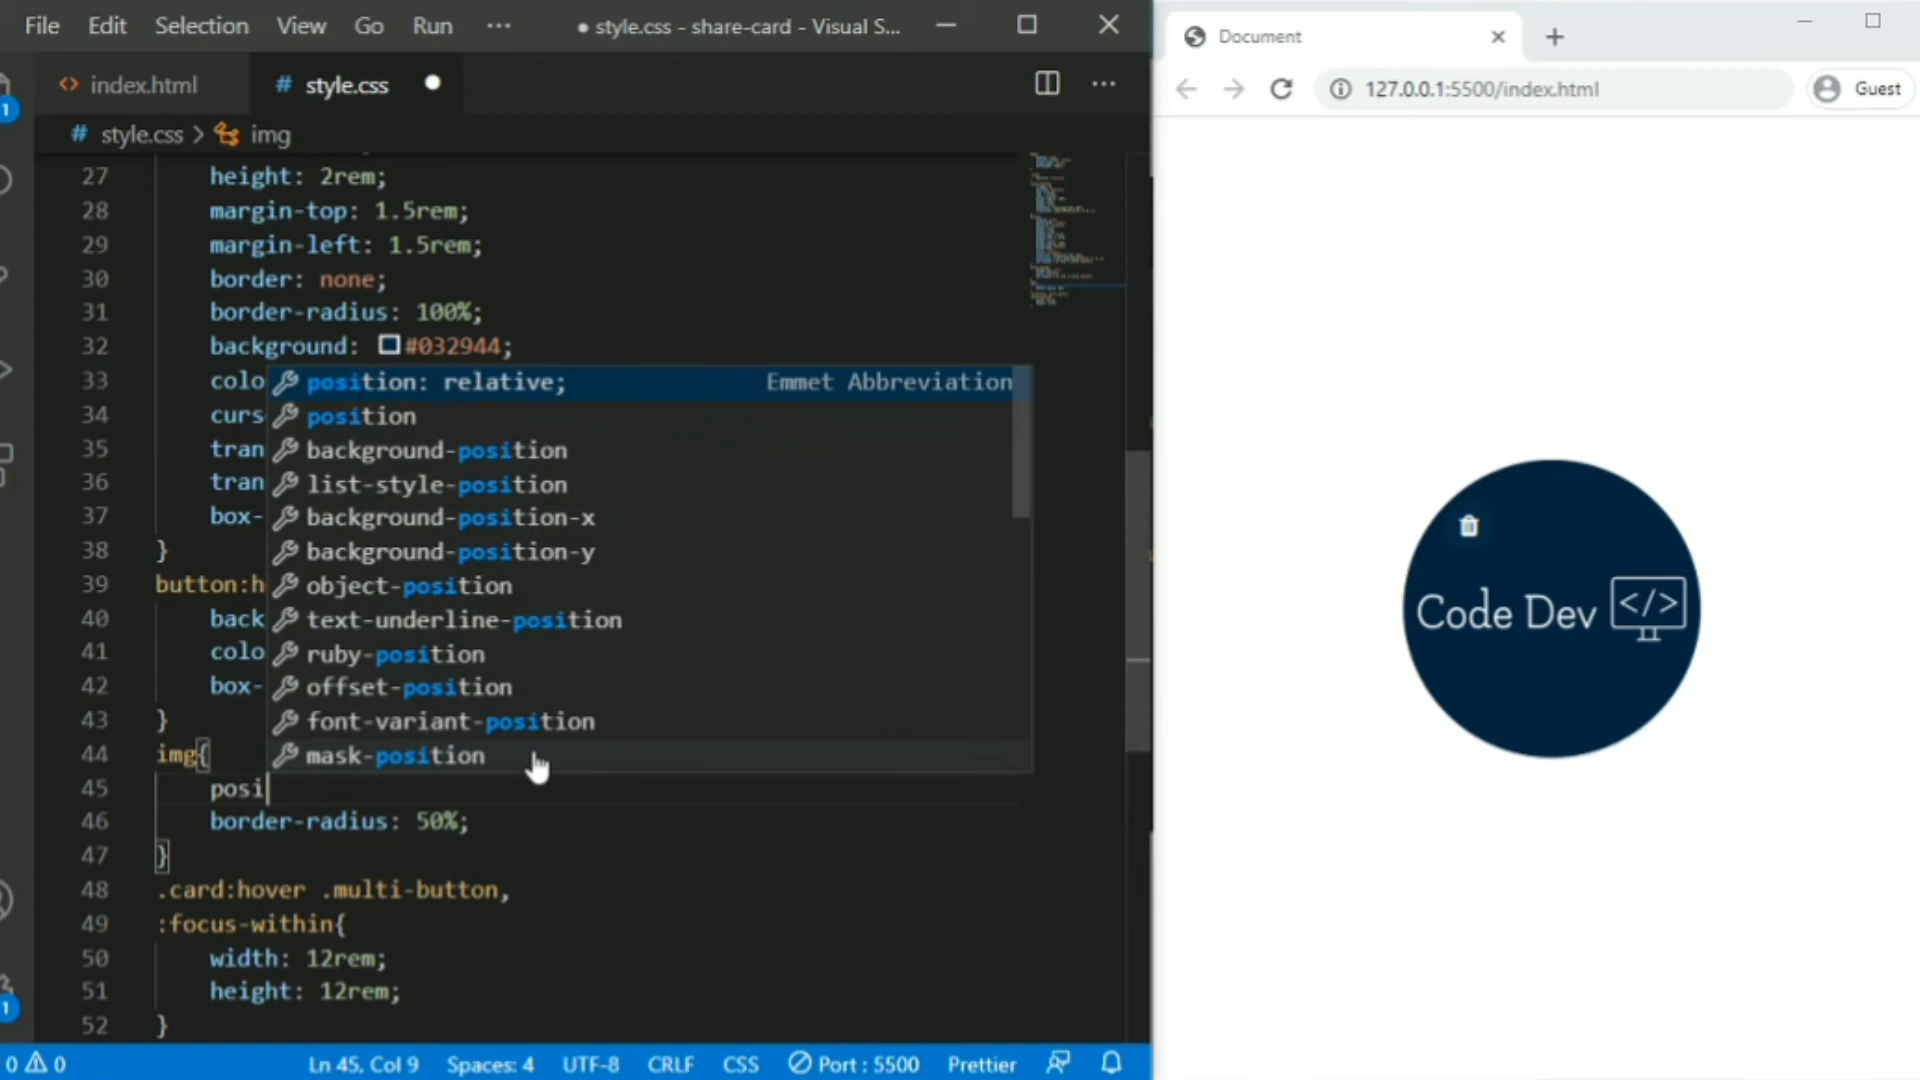 File Edit Selection View Go Run ··· ● style.css - share-card - Visual S...
<> index.html # style.css ●
# style.css > img
27 height: 2rem;
28 margin-top: 1.5rem;
29 margin-left: 1.5rem;
30 border: none;
31 border-radius: 100%;
32 background: #032944;
33 colo position: relative; Emmet Abbreviation
34 curs position
35 tran background-position
36 tran list-style-position
37 box- background-position-x
38 } background-position-y
39 button:h object-position
40 back text-underline-position
41 colo ruby-position
42 box- offset-position
43 } font-variant-position
44 img{ mask-position
45 posi
46 border-radius: 50%;
47 }
48 .card:hover .multi-button,
49 :focus-within{
50 width: 12rem;
51 height: 12rem;
52 }
1
1
0 0 Ln 45, Col 9 Spaces: 4 UTF-8 CRLF CSS Port : 5500 Prettier
Document
127.0.0.1:5500/index.html Guest
Code Dev </>